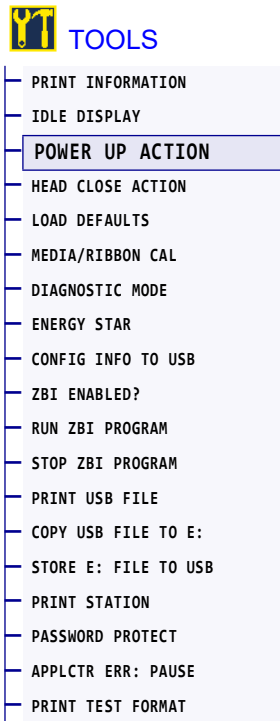 TOOLS
PRINT INFORMATION
IDLE DISPLAY
POWER UP ACTION
HEAD CLOSE ACTION
LOAD DEFAULTS
MEDIA/RIBBON CAL
DIAGNOSTIC MODE
ENERGY STAR
CONFIG INFO TO USB
ZBI ENABLED?
RUN ZBI PROGRAM
STOP ZBI PROGRAM
PRINT USB FILE
COPY USB FILE TO E:
STORE E: FILE TO USB
PRINT STATION
PASSWORD PROTECT
APPLCTR ERR: PAUSE
PRINT TEST FORMAT